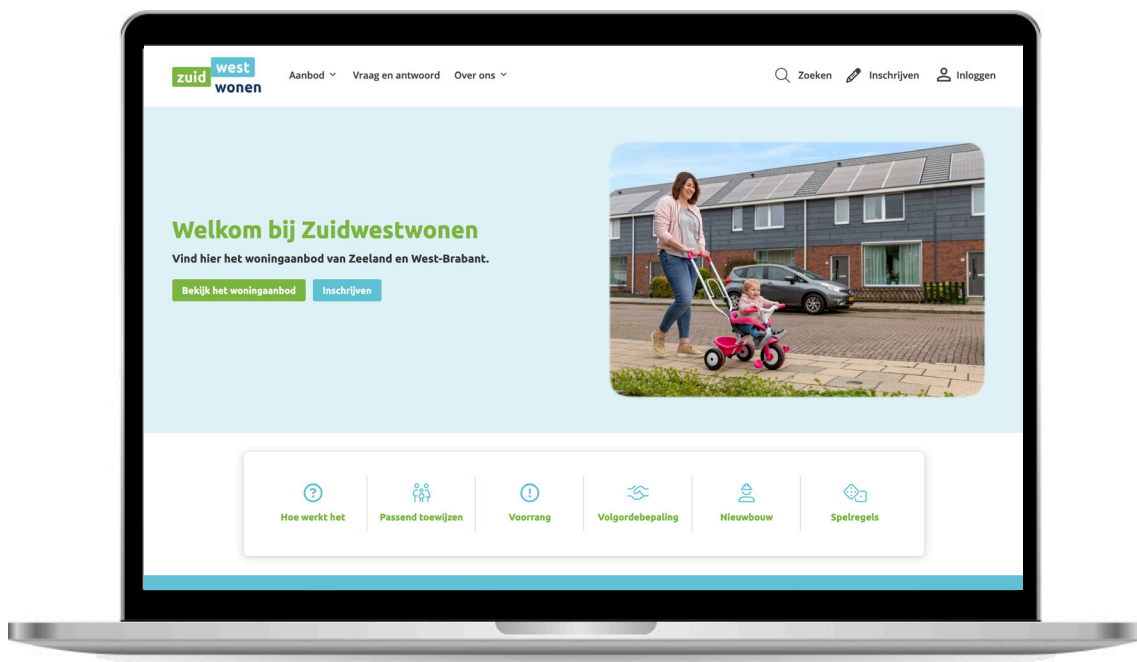 zuid west
wonen
Aanbod Vraag en antwoord Over ons Zoeken Inschrijven Inloggen
Welkom bij Zuidwestwonen
Vind hier het woningaanbod van Zeeland en West-Brabant.
Bekijk het woningaanbod Inschrijven
Hoe werkt het Passend toewijzen Voorrang Volgordebepaling Nieuwbouw Spelregels